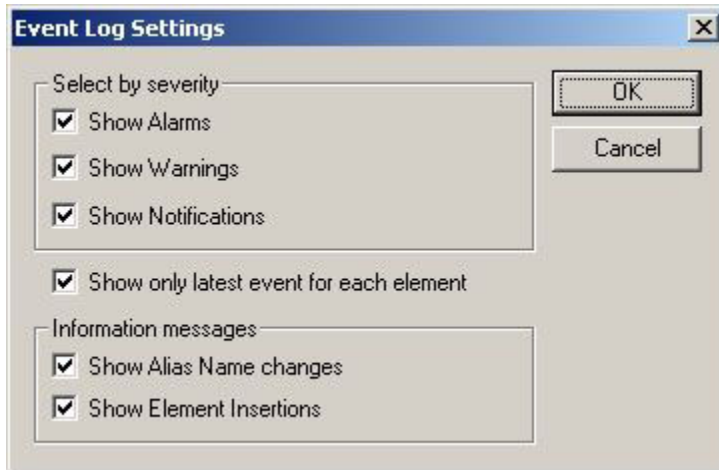 Event Log Settings
Select by severity
OK
Show Alarms
Cancel
Show Warnings
Show Notifications
Show only latest event for each element
Information messages
Show Alias Name changes
Show Element Insertions